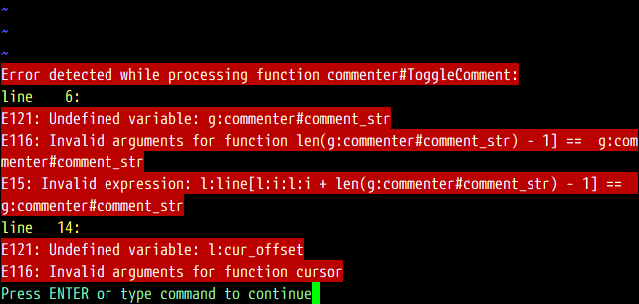 ~
~
~
Error detected while processing function commenter#ToggleComment:
line    6:
E121: Undefined variable: g:commenter#comment_str
E116: Invalid arguments for function len(g:commenter#comment_str) - 1] ==  g:com
menter#comment_str
E15: Invalid expression: l:line[l:i:l:i + len(g:commenter#comment_str) - 1] ==
g:commenter#comment_str
line   14:
E121: Undefined variable: l:cur_offset
E116: Invalid arguments for function cursor
Press ENTER or type command to continue